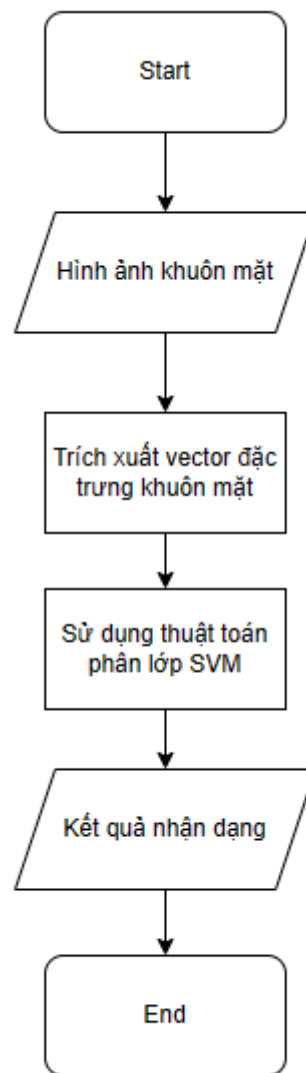 Start
Hình ảnh khuôn mặt
Trích xuất vector đặc
trưng khuôn mặt
Sử dụng thuật toán
phân lớp SVM
Kết quả nhận dạng
End